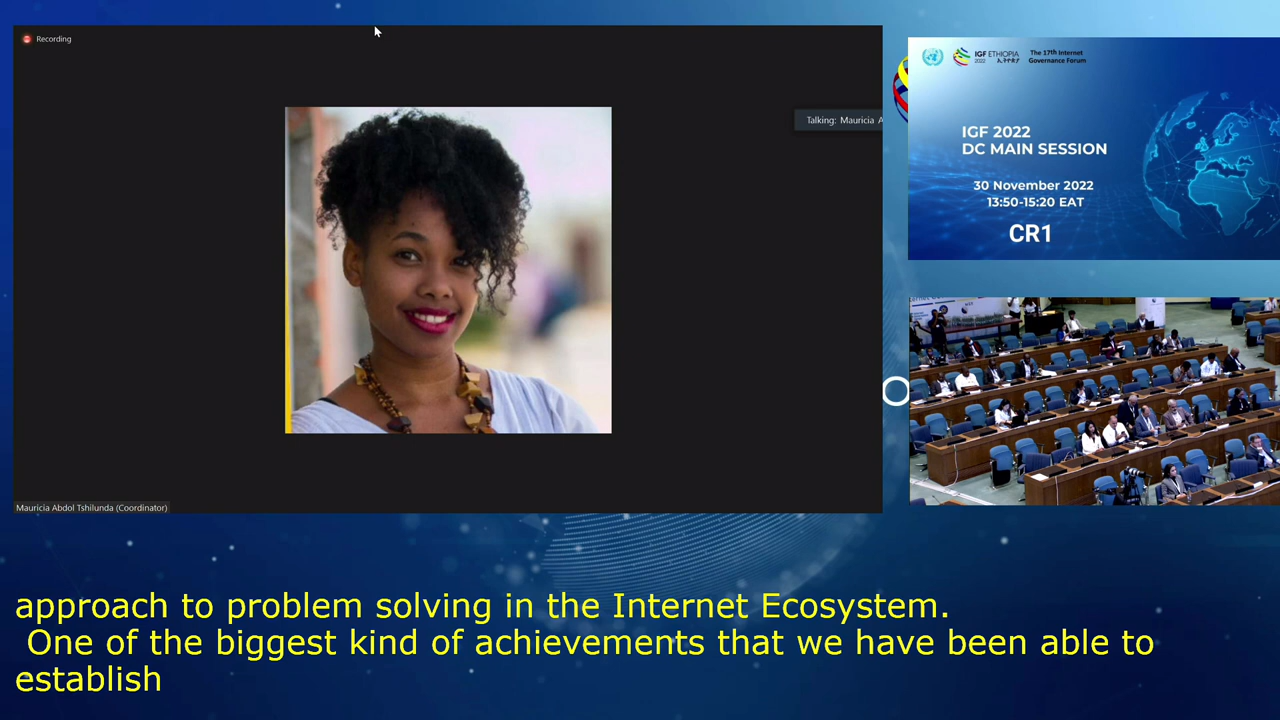 Recording
Talking: Mauricia A
IGF ETHIOPIA
2022 ኢትዮጵያ
The 17th Internet
Governance Forum
IGF 2022
DC MAIN SESSION
30 November 2022
13:50-15:20 EAT
CR1
Mauricia Abdol Tshilunda (Coordinator)
approach to problem solving in the Internet Ecosystem.
One of the biggest kind of achievements that we have been able to
establish